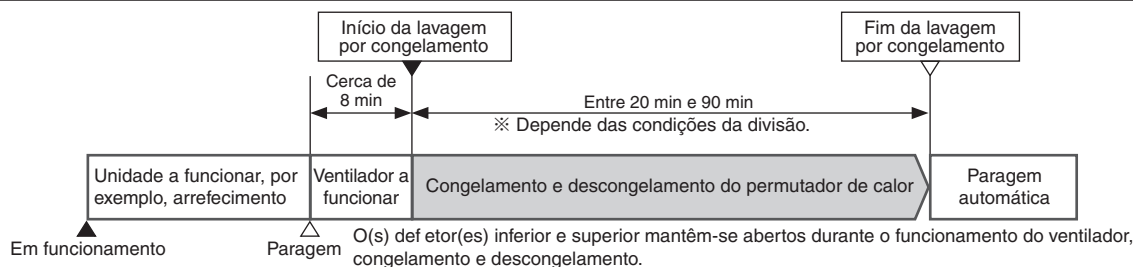 Início da lavagem
por congelamento
Fim da lavagem
por congelamento
Cerca de
8 min
Entre 20 min e 90 min
※ Depende das condições da divisão.
Unidade a funcionar, por
exemplo, arrefecimento
Ventilador a
funcionar
Congelamento e descongelamento do permutador de calor
Paragem
automática
Em funcionamento
Paragem
O(s) def etor(es) inferior e superior mantêm-se abertos durante o funcionamento do ventilador,
congelamento e descongelamento.